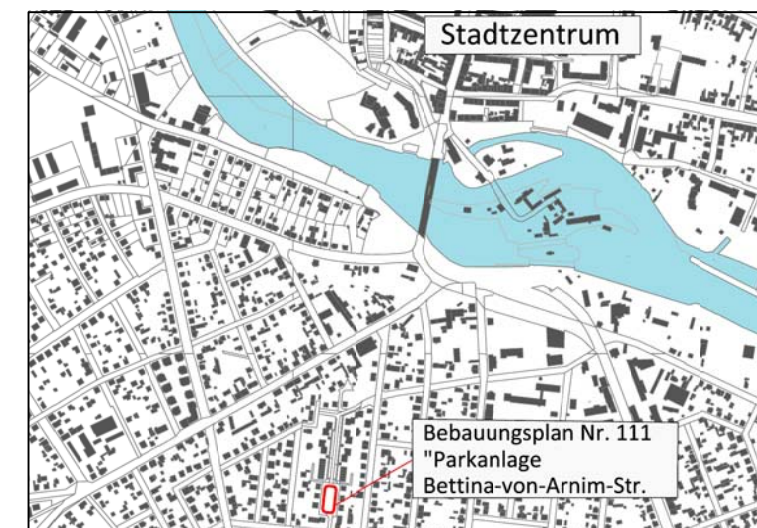 Stadtzentrum
Bebauungsplan Nr. 111
"Parkanlage
Bettina-von-Arnim-Str.